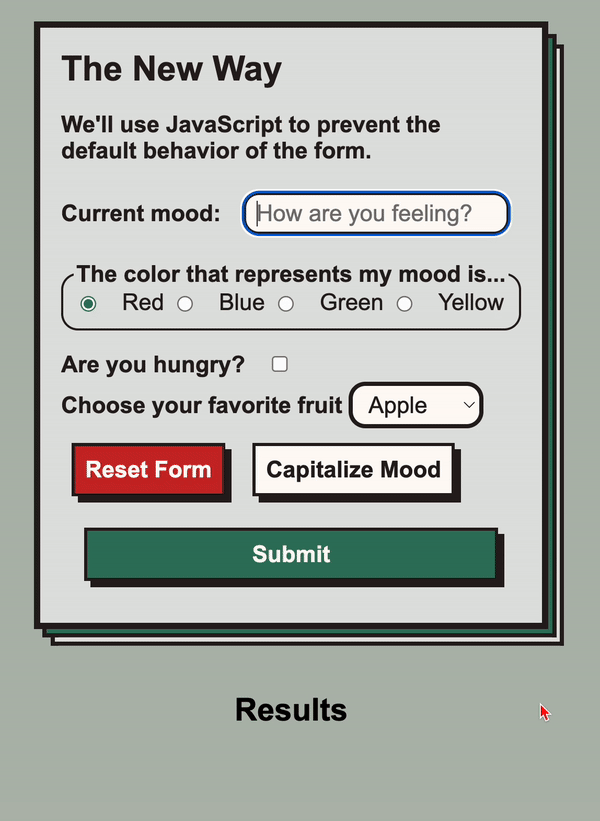 The New Way
We'll use JavaScript to prevent the
default behavior of the form.
Current mood: How are you feeling?
The color that represents my mood is...
Red Blue Green Yellow
Are you hungry?
Choose your favorite fruit Apple
Reset Form Capitalize Mood
Submit
Results